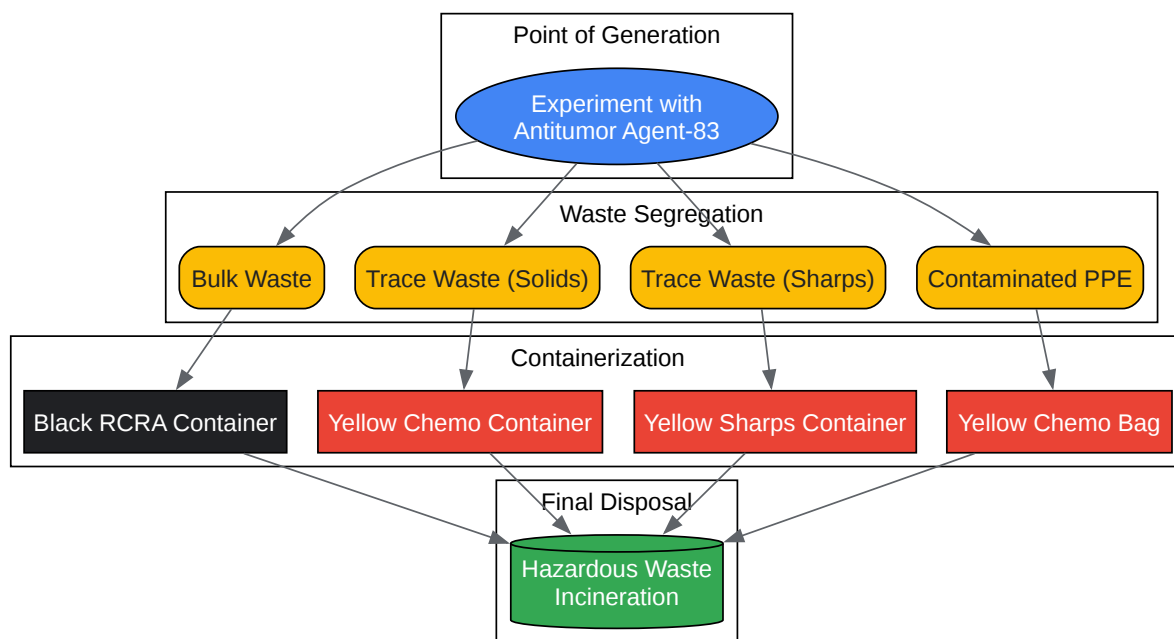 Point of Generation
Experiment with
Antitumor Agent-83
Waste Segregation
Bulk Waste
Trace Waste (Solids)
Trace Waste (Sharps)
Contaminated PPE
Containerization
Black RCRA Container
Yellow Chemo Container
Yellow Sharps Container
Yellow Chemo Bag
Final Disposal
Hazardous Waste
Incineration